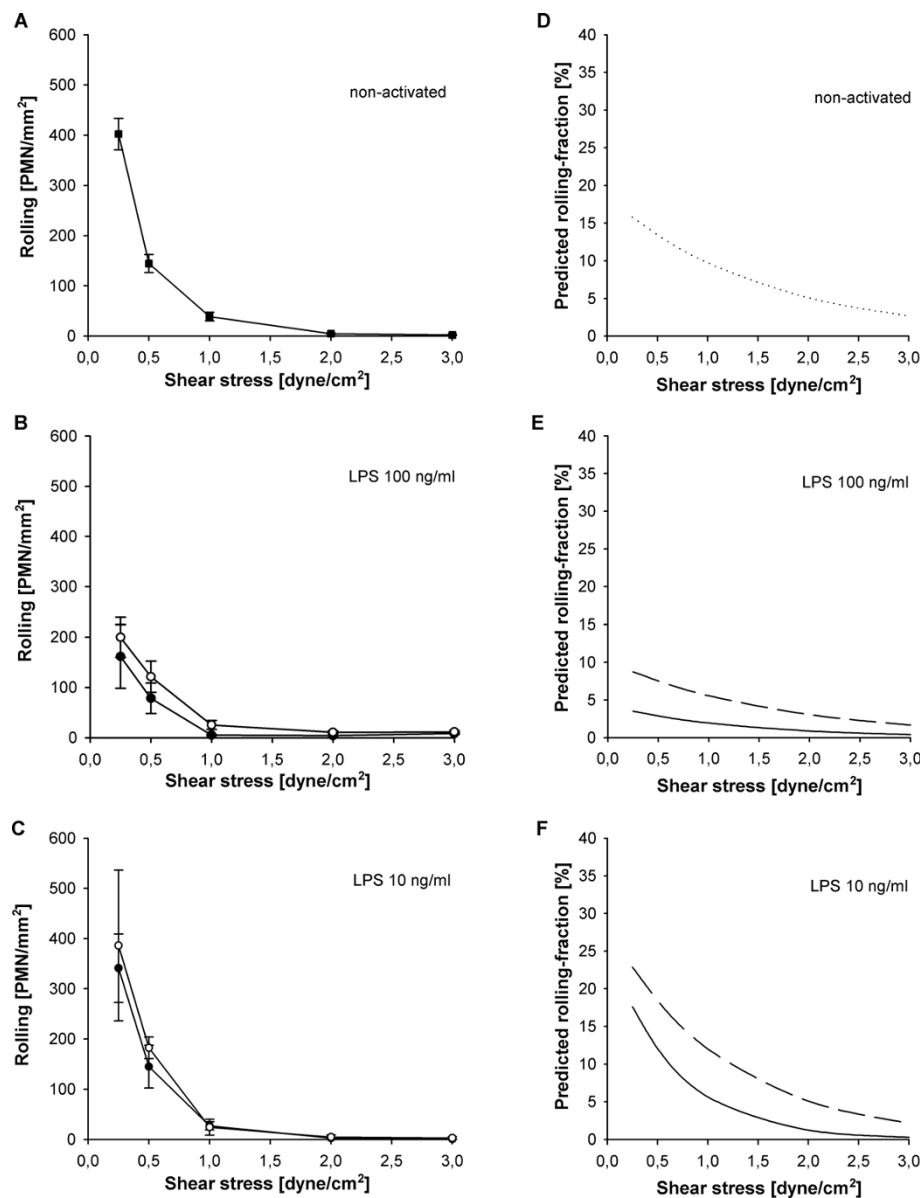 A
600
500
400
300
200
100
0
Rolling [PMN/mm²]
non-activated
0,0 0,5 1,0 1,5 2,0 2,5 3,0
Shear stress [dyne/cm²]
D
40
35
30
25
20
15
10
5
0
Predicted rolling-fraction [%]
non-activated
0,0 0,5 1,0 1,5 2,0 2,5 3,0
Shear stress [dyne/cm²]
B
600
500
400
300
200
100
0
Rolling [PMN/mm²]
LPS 100 ng/ml
0,0 0,5 1,0 1,5 2,0 2,5 3,0
Shear stress [dyne/cm²]
E
40
35
30
25
20
15
10
5
0
Predicted rolling-fraction [%]
LPS 100 ng/ml
0,0 0,5 1,0 1,5 2,0 2,5 3,0
Shear stress [dyne/cm²]
C
600
500
400
300
200
100
0
Rolling [PMN/mm²]
LPS 10 ng/ml
0,0 0,5 1,0 1,5 2,0 2,5 3,0
Shear stress [dyne/cm²]
F
40
35
30
25
20
15
10
5
0
Predicted rolling-fraction [%]
LPS 10 ng/ml
0,0 0,5 1,0 1,5 2,0 2,5 3,0
Shear stress [dyne/cm²]